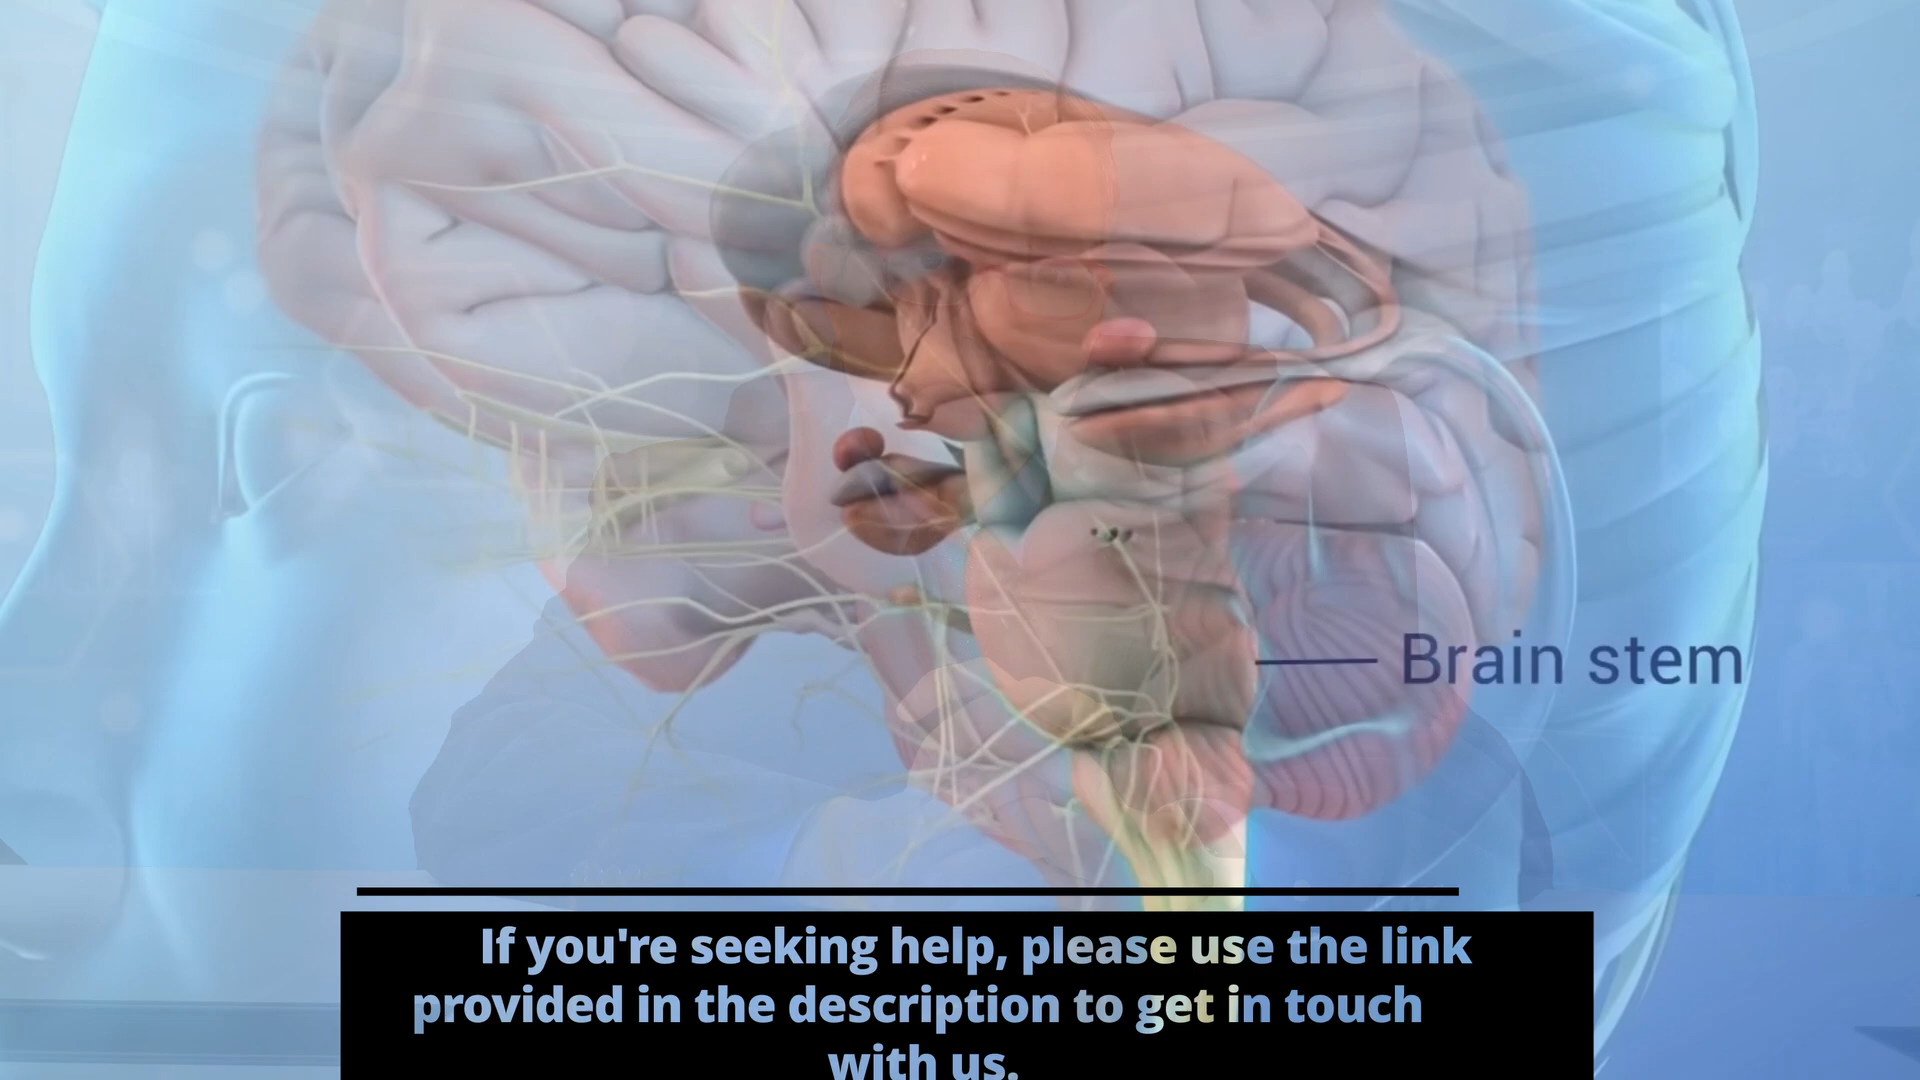 Brain stem
If you're seeking help, please use the link
provided in the description to get in touch
with us.